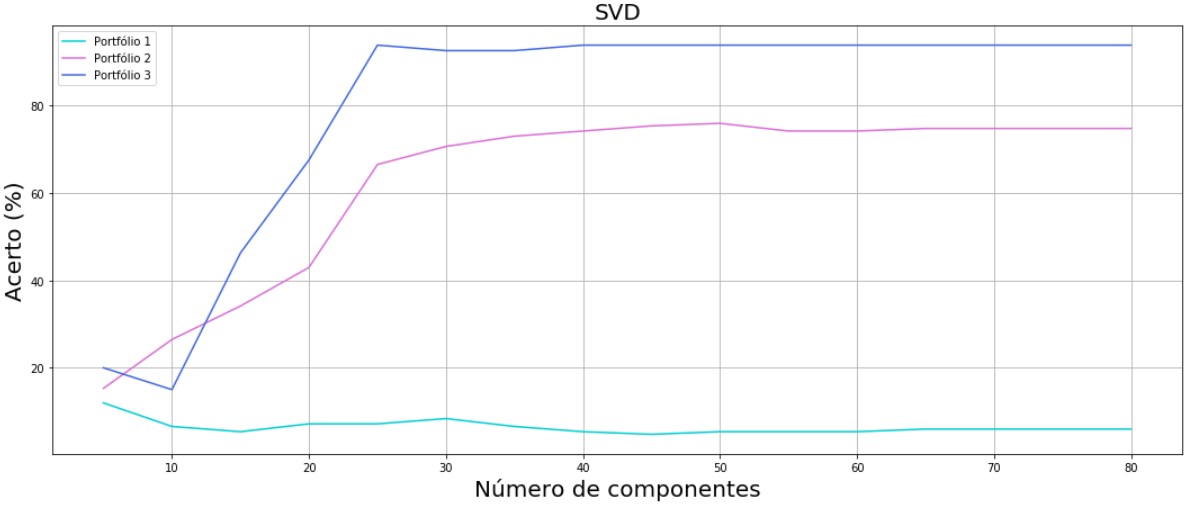 SVD
Portfólio 1
Portfólio 2
Portfólio 3
Acerto (%)
80
60
40
20
10 20 30 40 50 60 70 80
Número de componentes